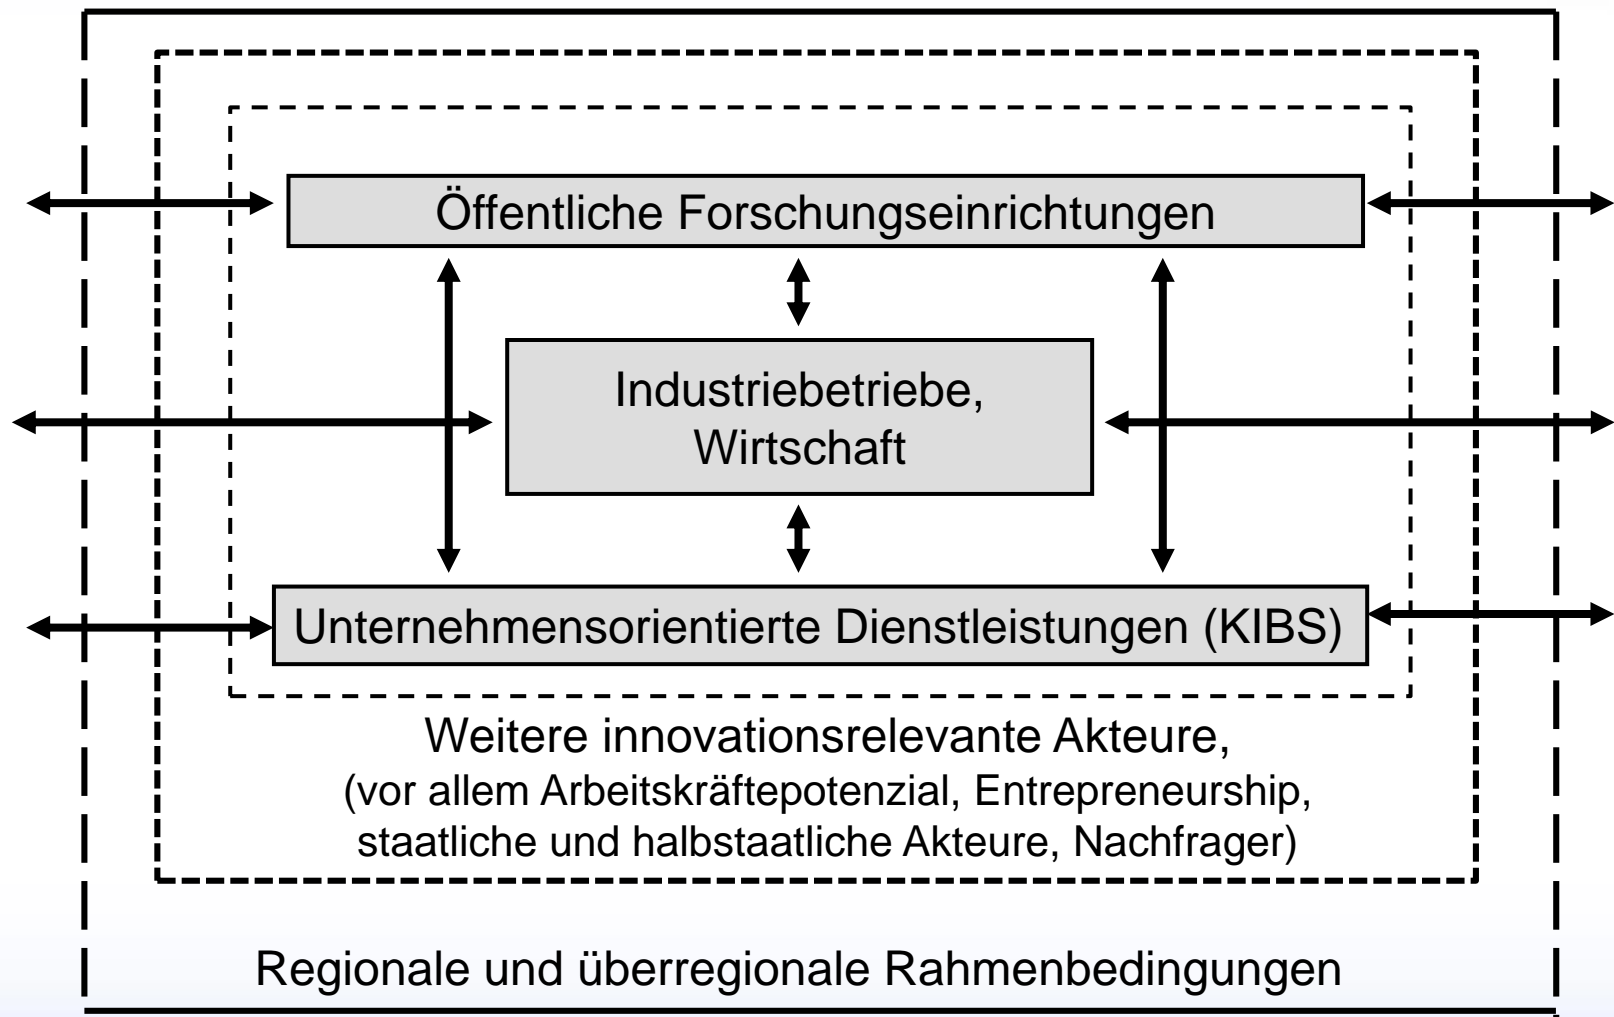 Öffentliche Forschungseinrichtungen
Industriebetriebe,
Wirtschaft
Unternehmensorientierte Dienstleistungen (KIBS)
Weitere innovationsrelevante Akteure,
(vor allem Arbeitskräftepotenzial, Entrepreneurship,
staatliche und halbstaatliche Akteure, Nachfrager)
Regionale und überregionale Rahmenbedingungen